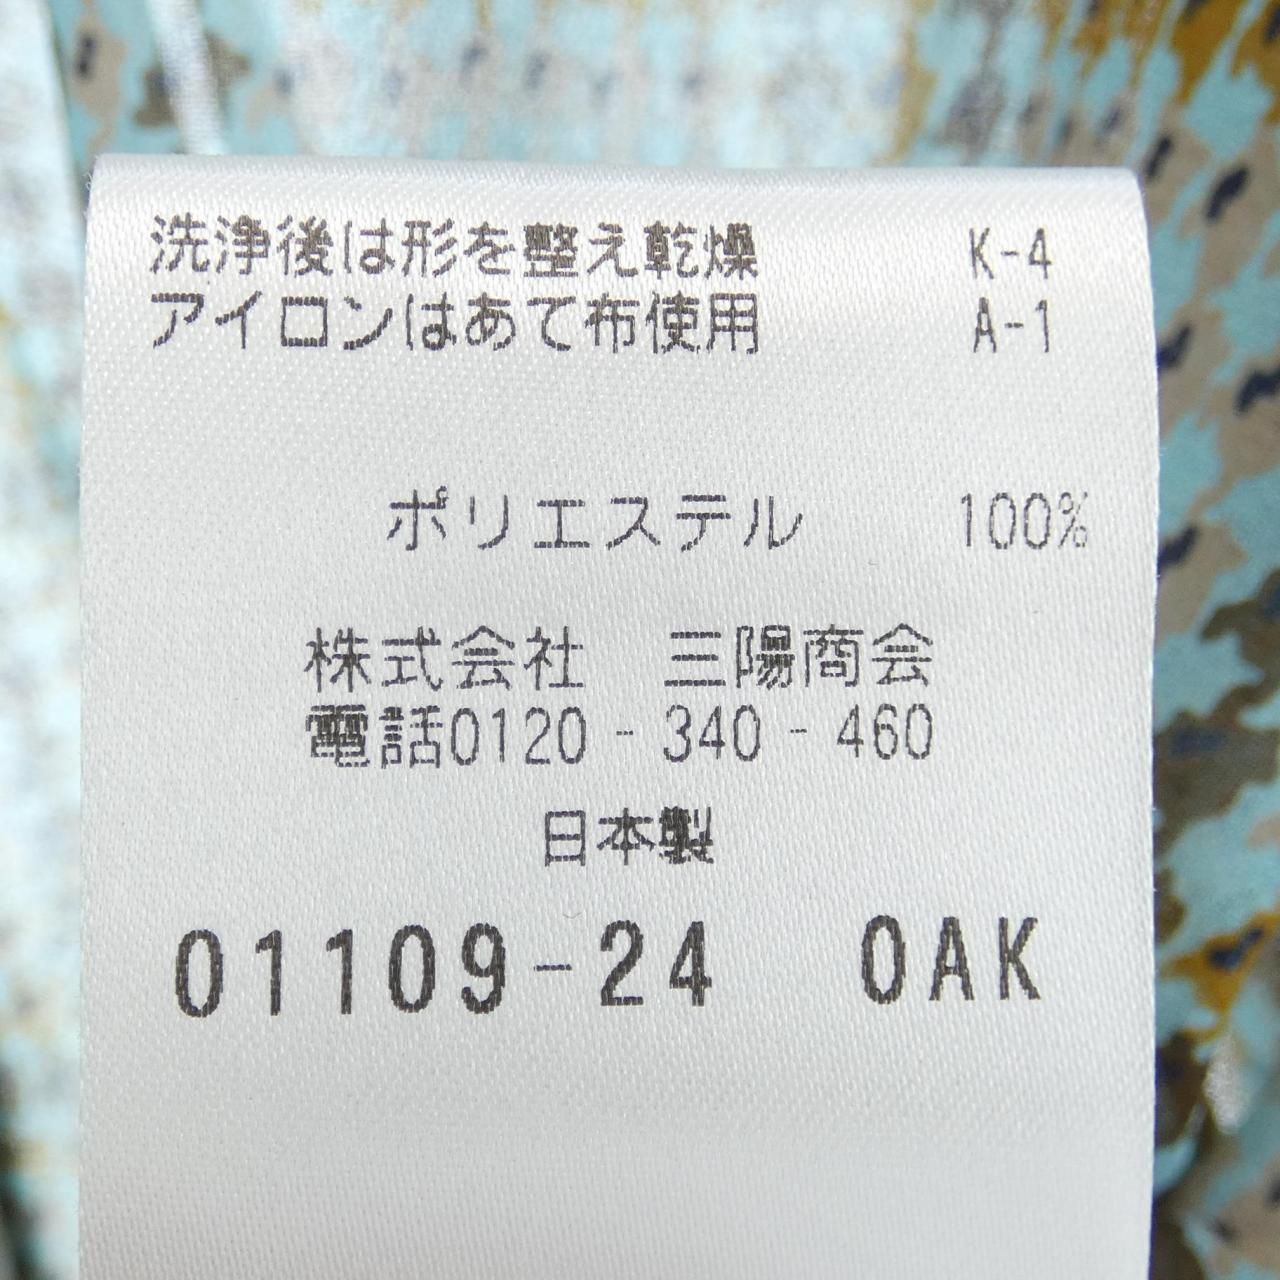 洗浄後は形を整え乾燥 K-4
アイロンはあて布使用 A-1
ポリエステル 100%
株式会社 三陽商会
電話0120-340-460
日本製
01109-24 0AK